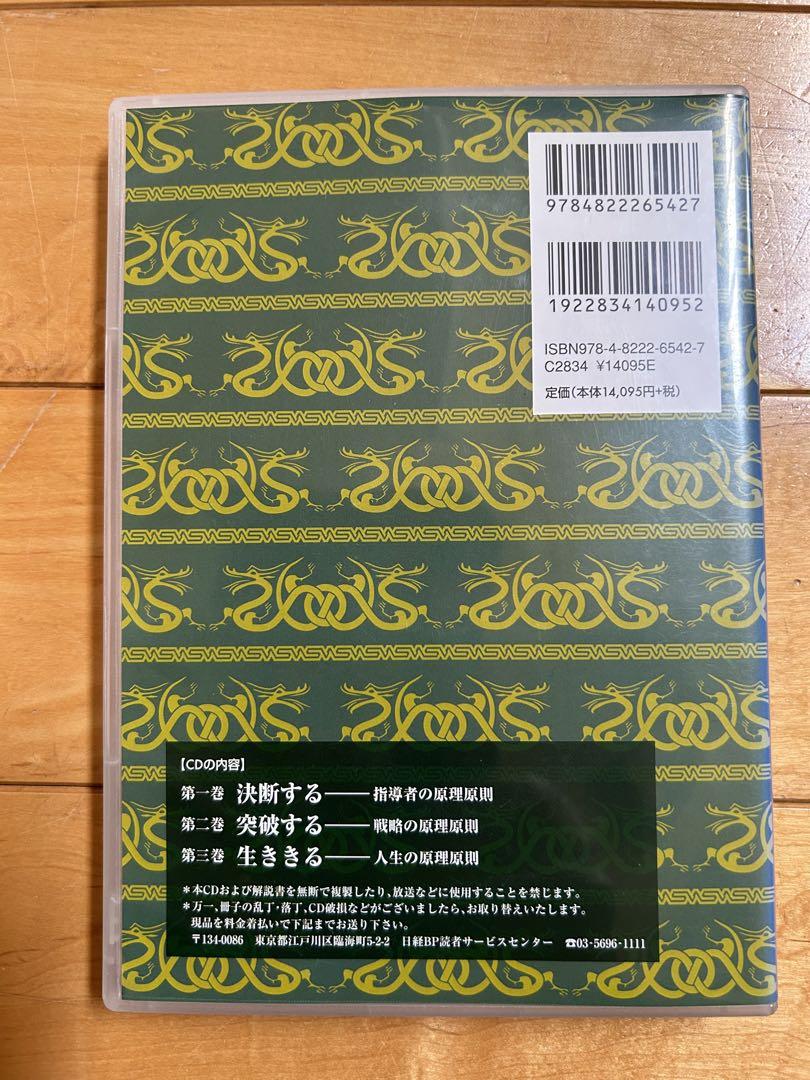 9784822265427
1922834140952
ISBN978-4-8222-6542-7
C2834 ¥14095E
定価(本体14,095円+税)
【CDの内容】
第一巻 決断する——指導者の原理原則
第二巻 突破する——戦略の原理原則
第三巻 生ききる——人生の原理原則
＊本CDおよび解説書を無断で複製したり、放送などに使用することを禁じます。
＊万一、冊子の乱丁・落丁、CD破損などがございましたら、お取り替えいたします。
現品を料金着払いで下記までお送り下さい。
〒134-0086 東京都江戸川区臨海町5-2-2 日経BP読者サービスセンター ☎03-5696-1111